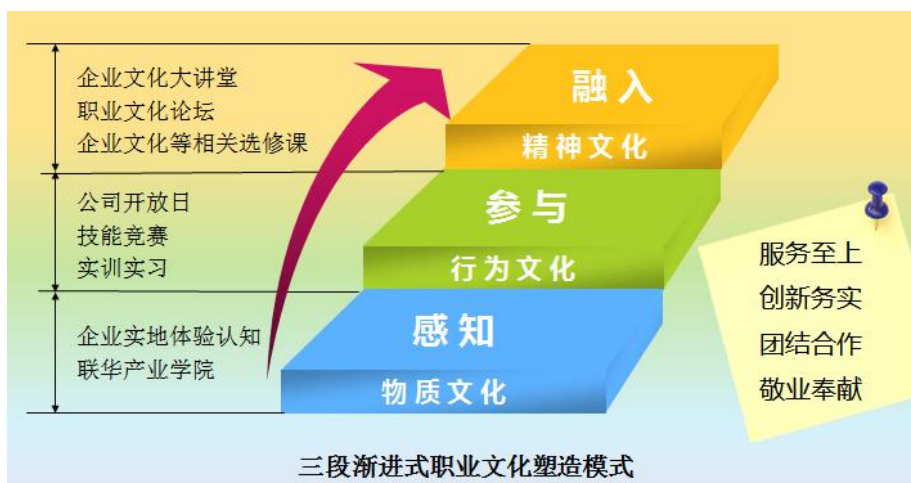 企业文化大讲堂
职业文化论坛
企业文化等相关选修课
融入
精神文化
公司开放日
技能竞赛
实训实习
参与
行为文化
企业实地体验认知
联华产业学院
感知
物质文化
服务至上
创新务实
团结合作
敬业奉献
三段渐进式职业文化塑造模式